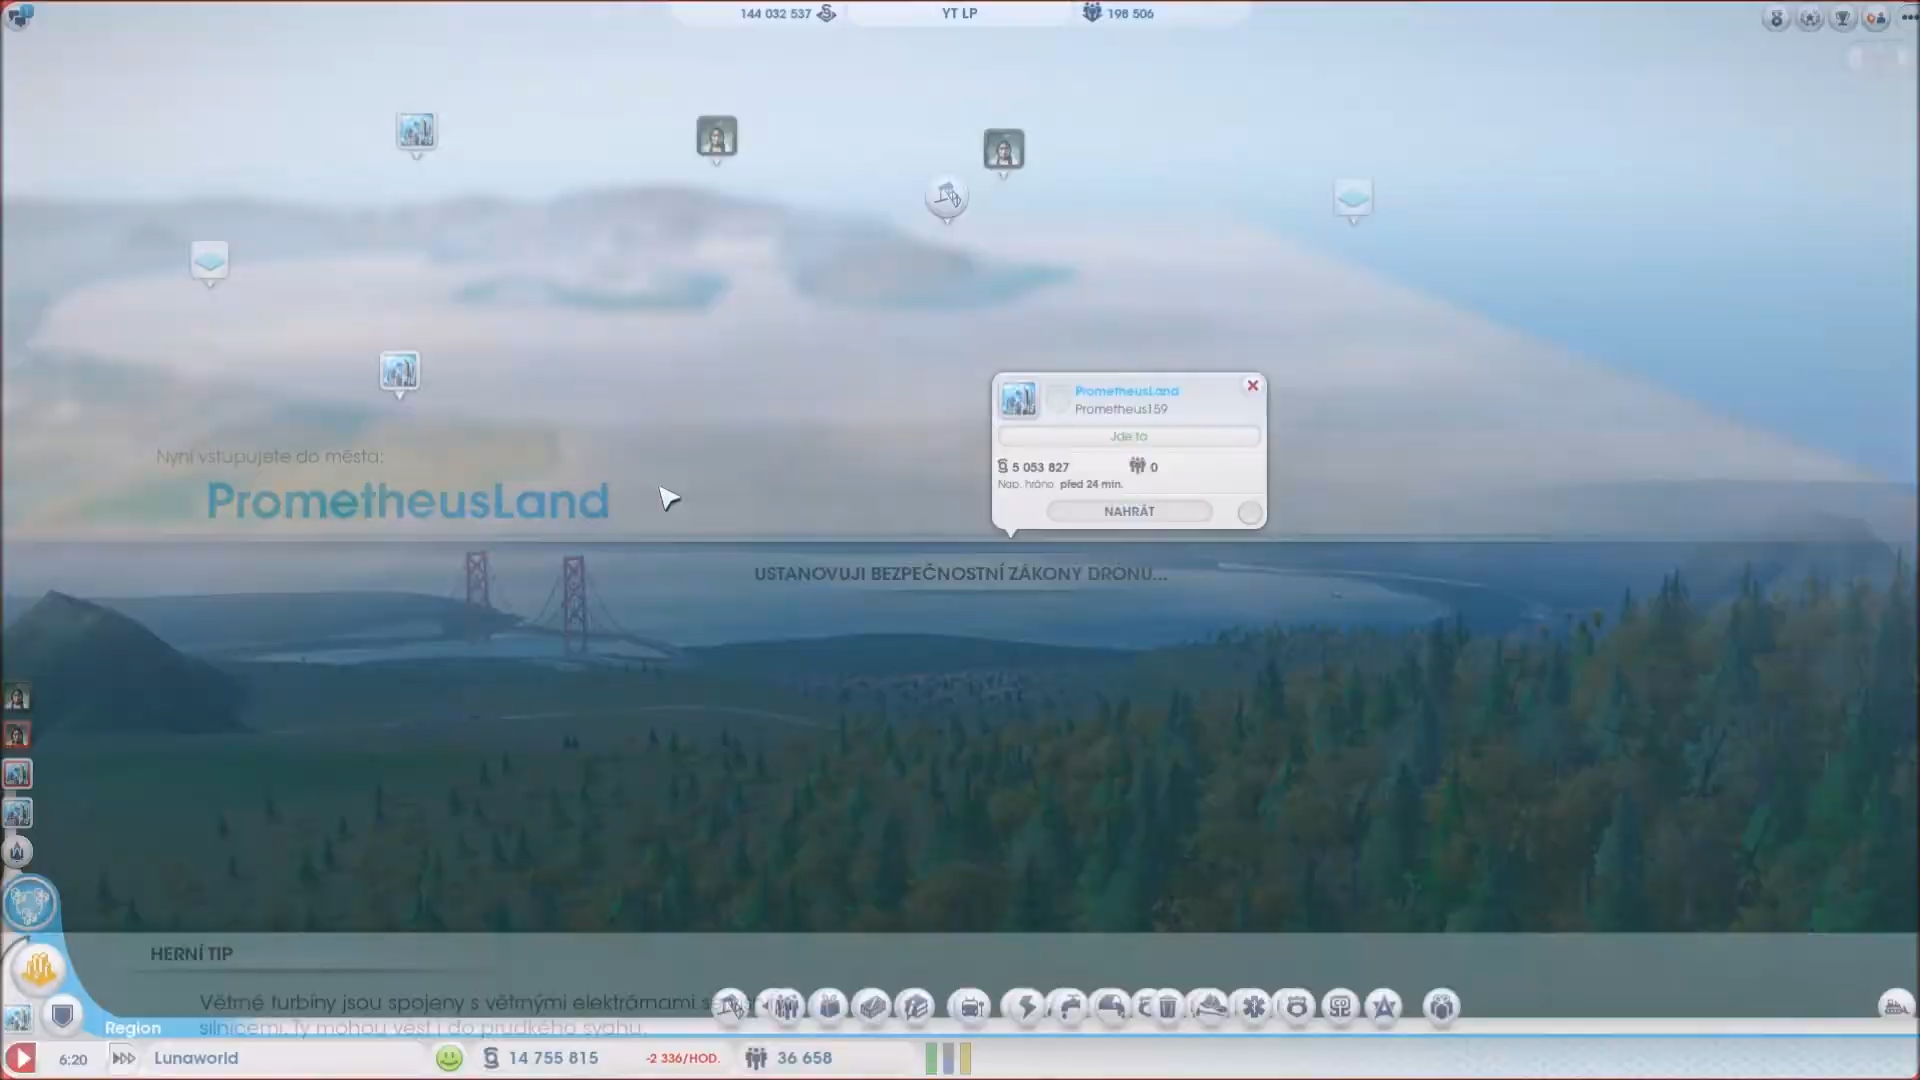 144 032 537
YT LP
198 506
PrometheusLand
Prometheus159
Jde to
5 053 827
0
Nap. hráno před 24 min.
NAHRÁT
Nyní vstupujete do města:
PrometheusLand
USTANOVUJI BEZPEČNOSTNÍ ZÁKONY DRONU...
HERNÍ TIP
Větrné turbíny jsou spojeny s větrnými elektrárnami
silnicemi. Ty mohou vést i do prudkého svahu.
Region
6:20
Lunaworld
14 755 815
-2 336/HOD.
36 658